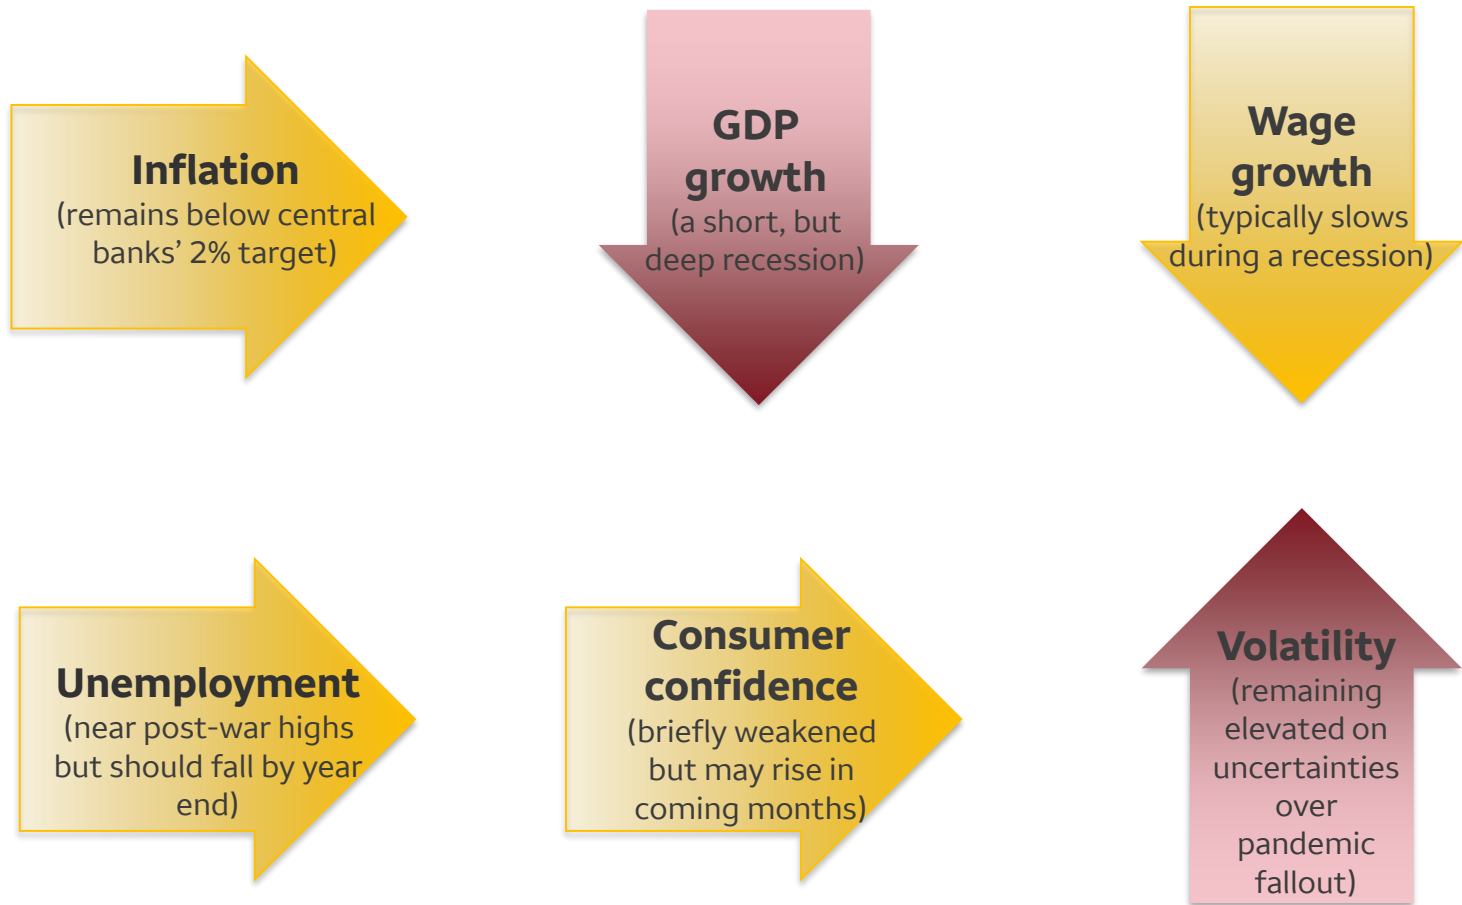 Inflation
(remains below central
banks’ 2% target)
GDP
growth
(a short, but
deep recession)
Wage
growth
(typically slows
during a recession)
Unemployment
(near post-war highs
but should fall by year
end)
Consumer
confidence
(briefly weakened
but may rise in
coming months)
Volatility
(remaining
elevated on
uncertainties
over
pandemic
fallout)